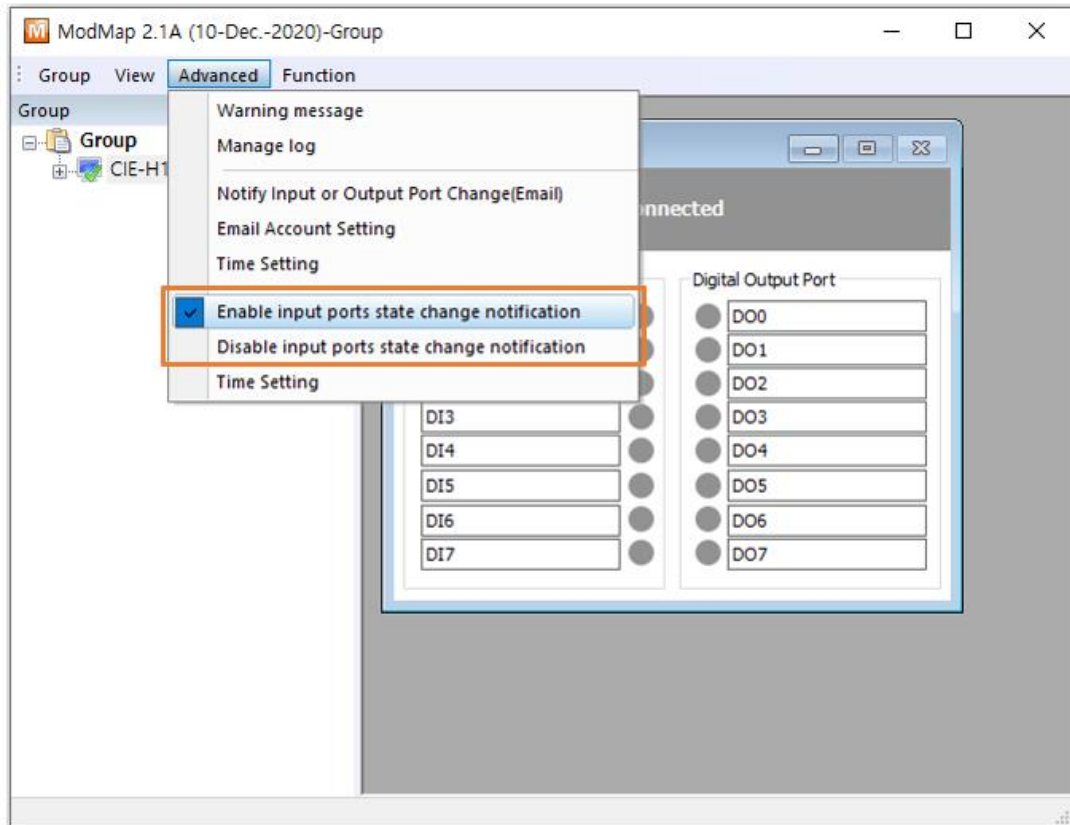 ModMap 2.1A (10-Dec.-2020)-Group
Group View Advanced Function
Group
Group
CIE-H1
Warning message
Manage log
Notify Input or Output Port Change(Email)
Email Account Setting
Time Setting
Enable input ports state change notification
Disable input ports state change notification
Time Setting
nnected
DI3
DI4
DI5
DI6
DI7
Digital Output Port
DO0
DO1
DO2
DO3
DO4
DO5
DO6
DO7